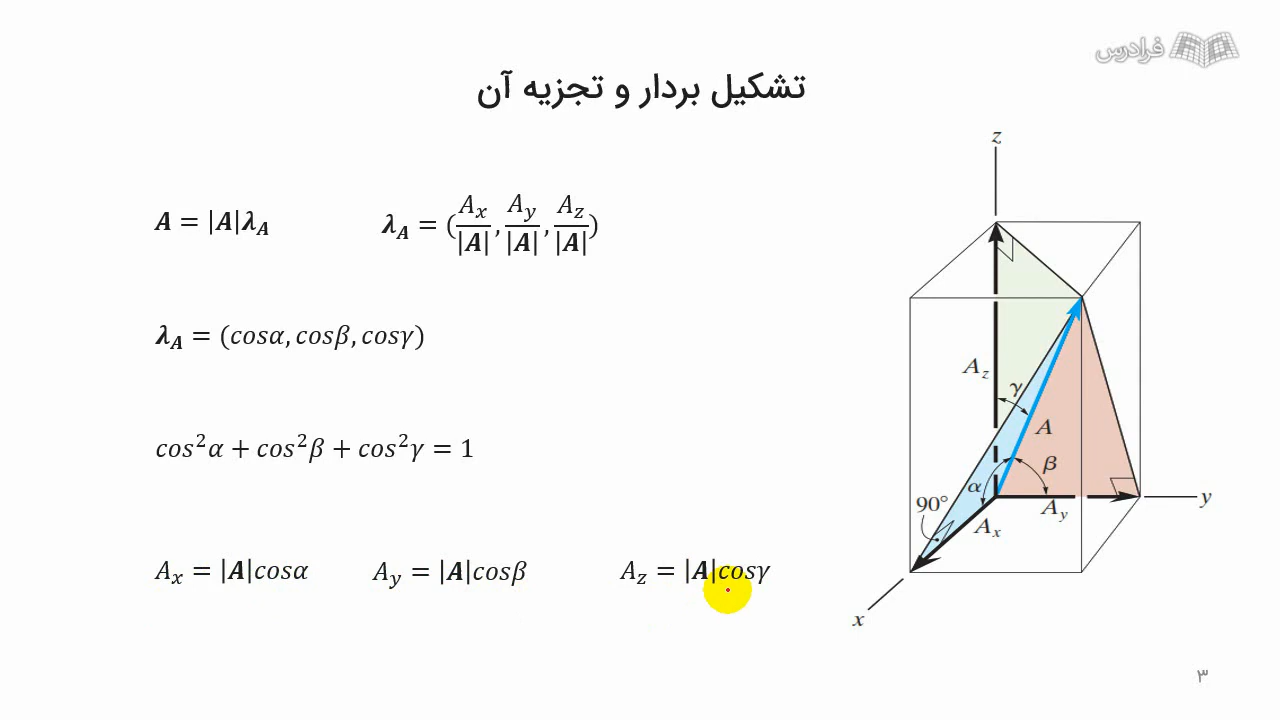 فرادرس
تشکیل بردار و تجزیه آن
A = |A|λ_A
λ_A = (A_x/|A|, A_y/|A|, A_z/|A|)
λ_A = (cosα, cosβ, cosγ)
cos²α + cos²β + cos²γ = 1
A_x = |A|cosα
A_y = |A|cosβ
A_z = |A|cosγ
z
A_z
γ
A
β
α
90°
A_x
A_y
y
x
۳